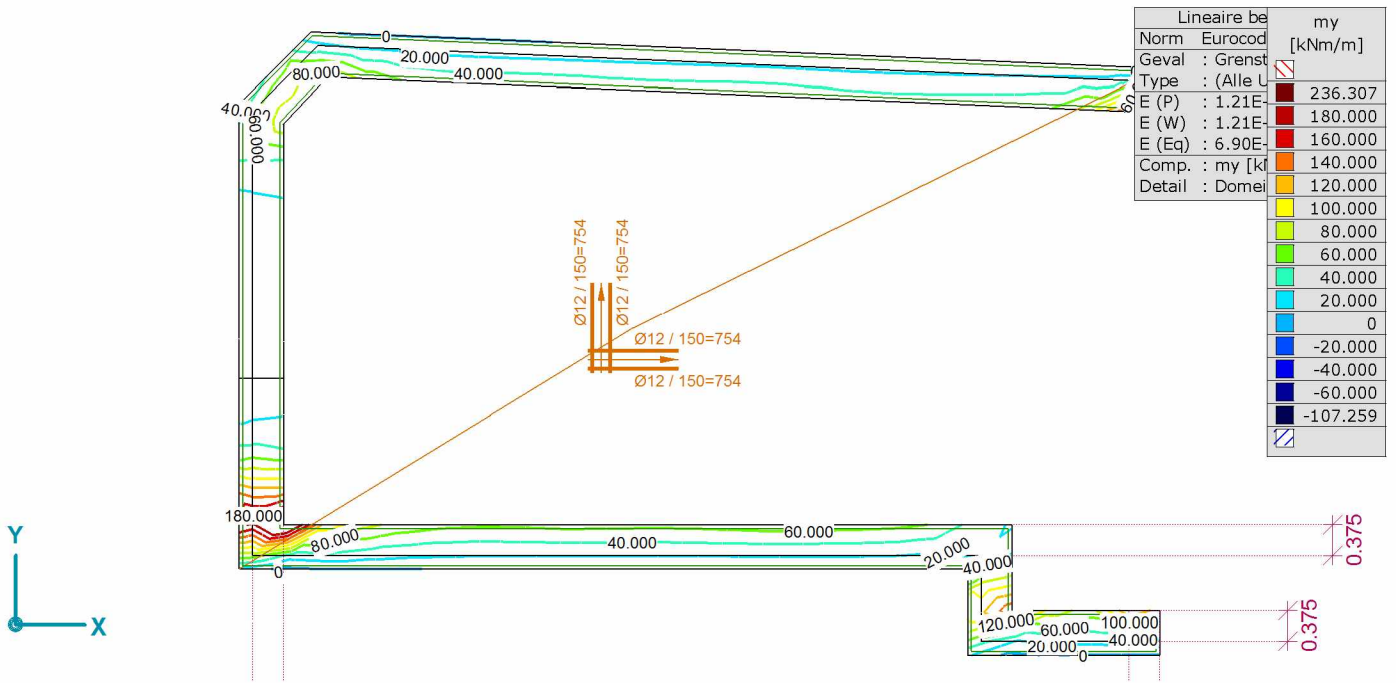 0
20.000
80.000
40.000
60.000
Lineaire be
Norm Eurocod
Geval : Grenst
Type : (Alle U
E (P) : 1.21E-
E (W) : 1.21E-
E (Eq) : 6.90E-
Comp. : my [kN
Detail : Domei
my
[kNm/m]
236.307
180.000
160.000
140.000
120.000
100.000
80.000
60.000
40.000
20.000
0
-20.000
-40.000
-60.000
-107.259
Ø12 / 150=754
Ø12 / 150=754
Ø12 / 150=754
Ø12 / 150=754
180.000
80.000
40.000
60.000
20.000
40.000
0
120.000
60.000
100.000
20.000
40.000
0
0.375
0.375
Y
X